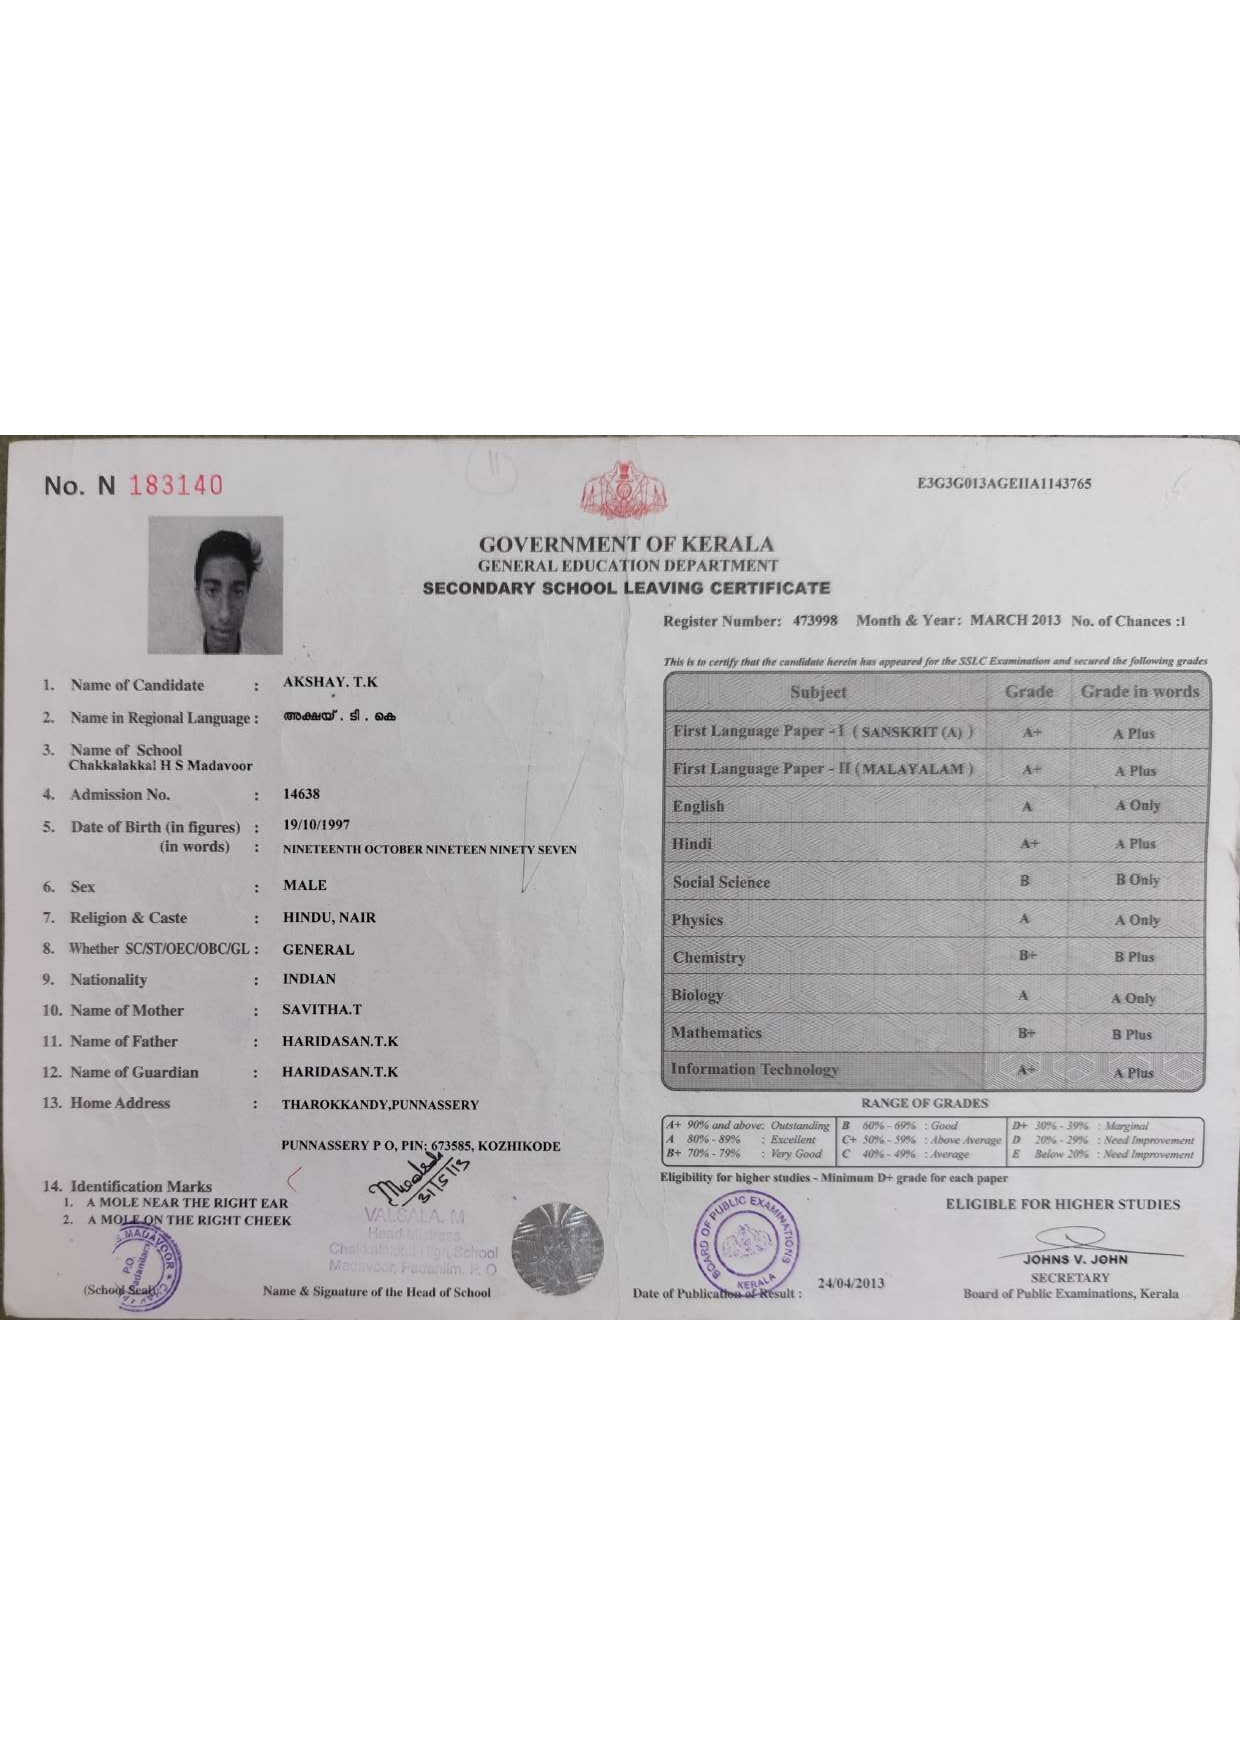 No. N 183140
E3G3G013AGEIIA1143765
GOVERNMENT OF KERALA
GENERAL EDUCATION DEPARTMENT
SECONDARY SCHOOL LEAVING CERTIFICATE
Register Number: 473998 Month & Year: MARCH 2013 No. of Chances :1
1. Name of Candidate : AKSHAY. T.K
2. Name in Regional Language : അക്ഷയ് . ടി . കെ
3. Name of School
Chakkalakkal H S Madavoor
4. Admission No. : 14638
5. Date of Birth (in figures) : 19/10/1997
(in words) : NINETEENTH OCTOBER NINETEEN NINETY SEVEN
6. Sex : MALE
7. Religion & Caste : HINDU, NAIR
8. Whether SC/ST/OEC/OBC/GL : GENERAL
9. Nationality : INDIAN
10. Name of Mother : SAVITHA.T
11. Name of Father : HARIDASAN.T.K
12. Name of Guardian : HARIDASAN.T.K
13. Home Address : THAROKKANDY,PUNNASSERY
PUNNASSERY P O, PIN: 673585, KOZHIKODE
14. Identification Marks
1. A MOLE NEAR THE RIGHT EAR
2. A MOLE ON THE RIGHT CHEEK
31/5/13
VALSALA. M
Head Mistress
Chakkalakkal High School
Madavoor, Padanilm. P. O
MADAVOOR
P.O.
Padanilam
(School Seal)
Name & Signature of the Head of School
This is to certify that the candidate herein has appeared for the SSLC Examination and secured the following grades
Subject Grade Grade in words
First Language Paper - I ( SANSKRIT (A) ) A+ A Plus
First Language Paper - II ( MALAYALAM ) A+ A Plus
English A A Only
Hindi A+ A Plus
Social Science B B Only
Physics A A Only
Chemistry B+ B Plus
Biology A A Only
Mathematics B+ B Plus
Information Technology A+ A Plus
RANGE OF GRADES
A+ 90% and above: Outstanding B 60% - 69% : Good D+ 30% - 39% : Marginal
A 80% - 89% : Excellent C+ 50% - 59% : Above Average D 20% - 29% : Need Improvement
B+ 70% - 79% : Very Good C 40% - 49% : Average E Below 20% : Need Improvement
Eligibility for higher studies - Minimum D+ grade for each paper
ELIGIBLE FOR HIGHER STUDIES
BOARD OF PUBLIC EXAMINATIONS
KERALA
JOHNS V. JOHN
SECRETARY
Board of Public Examinations, Kerala
Date of Publication of Result : 24/04/2013